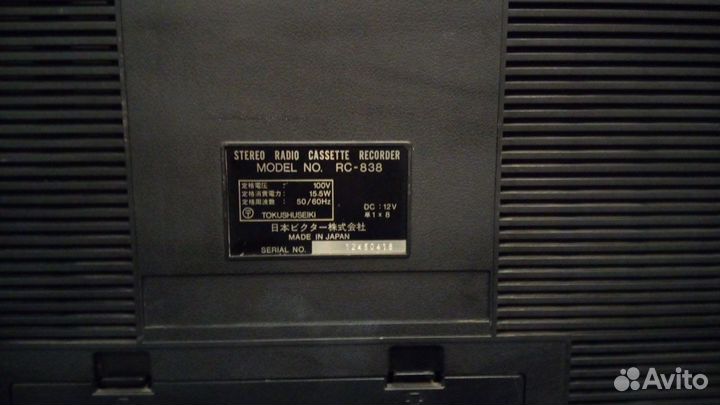 STEREO RADIO CASSETTE RECORDER
MODEL NO. RC-838
定格電圧: 100V
定格消費電力: 15.5W
定格周波数: 50/60Hz
〒 TOKUSHUSEIKI
DC: 12V
単1×8
日本ビクター株式会社
MADE IN JAPAN
SERIAL NO. 12450418
Avito